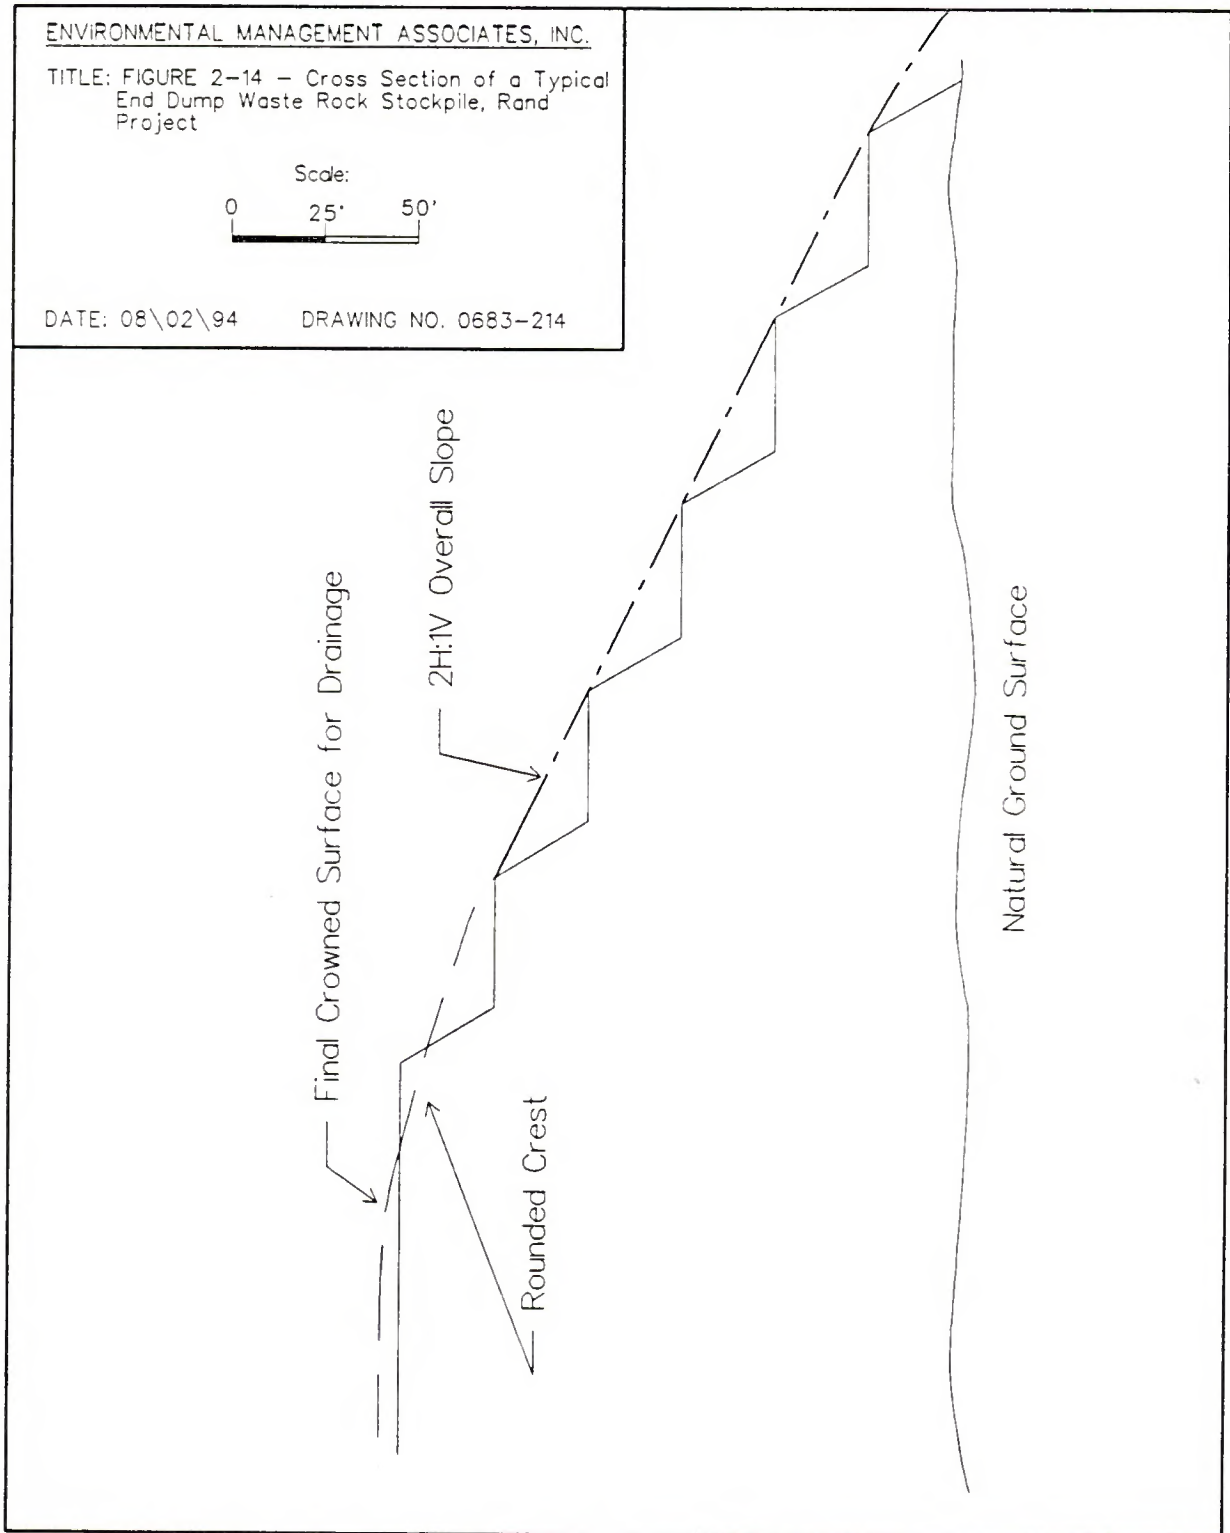 ENVIRONMENTAL MANAGEMENT ASSOCIATES, INC.
TITLE: FIGURE 2-14 - Cross Section of a Typical
End Dump Waste Rock Stockpile, Rand
Project
Scale:
0 25' 50'
DATE: 08\02\94 DRAWING NO. 0683-214
Final Crowned Surface for Drainage
2H:1V Overall Slope
Rounded Crest
Natural Ground Surface